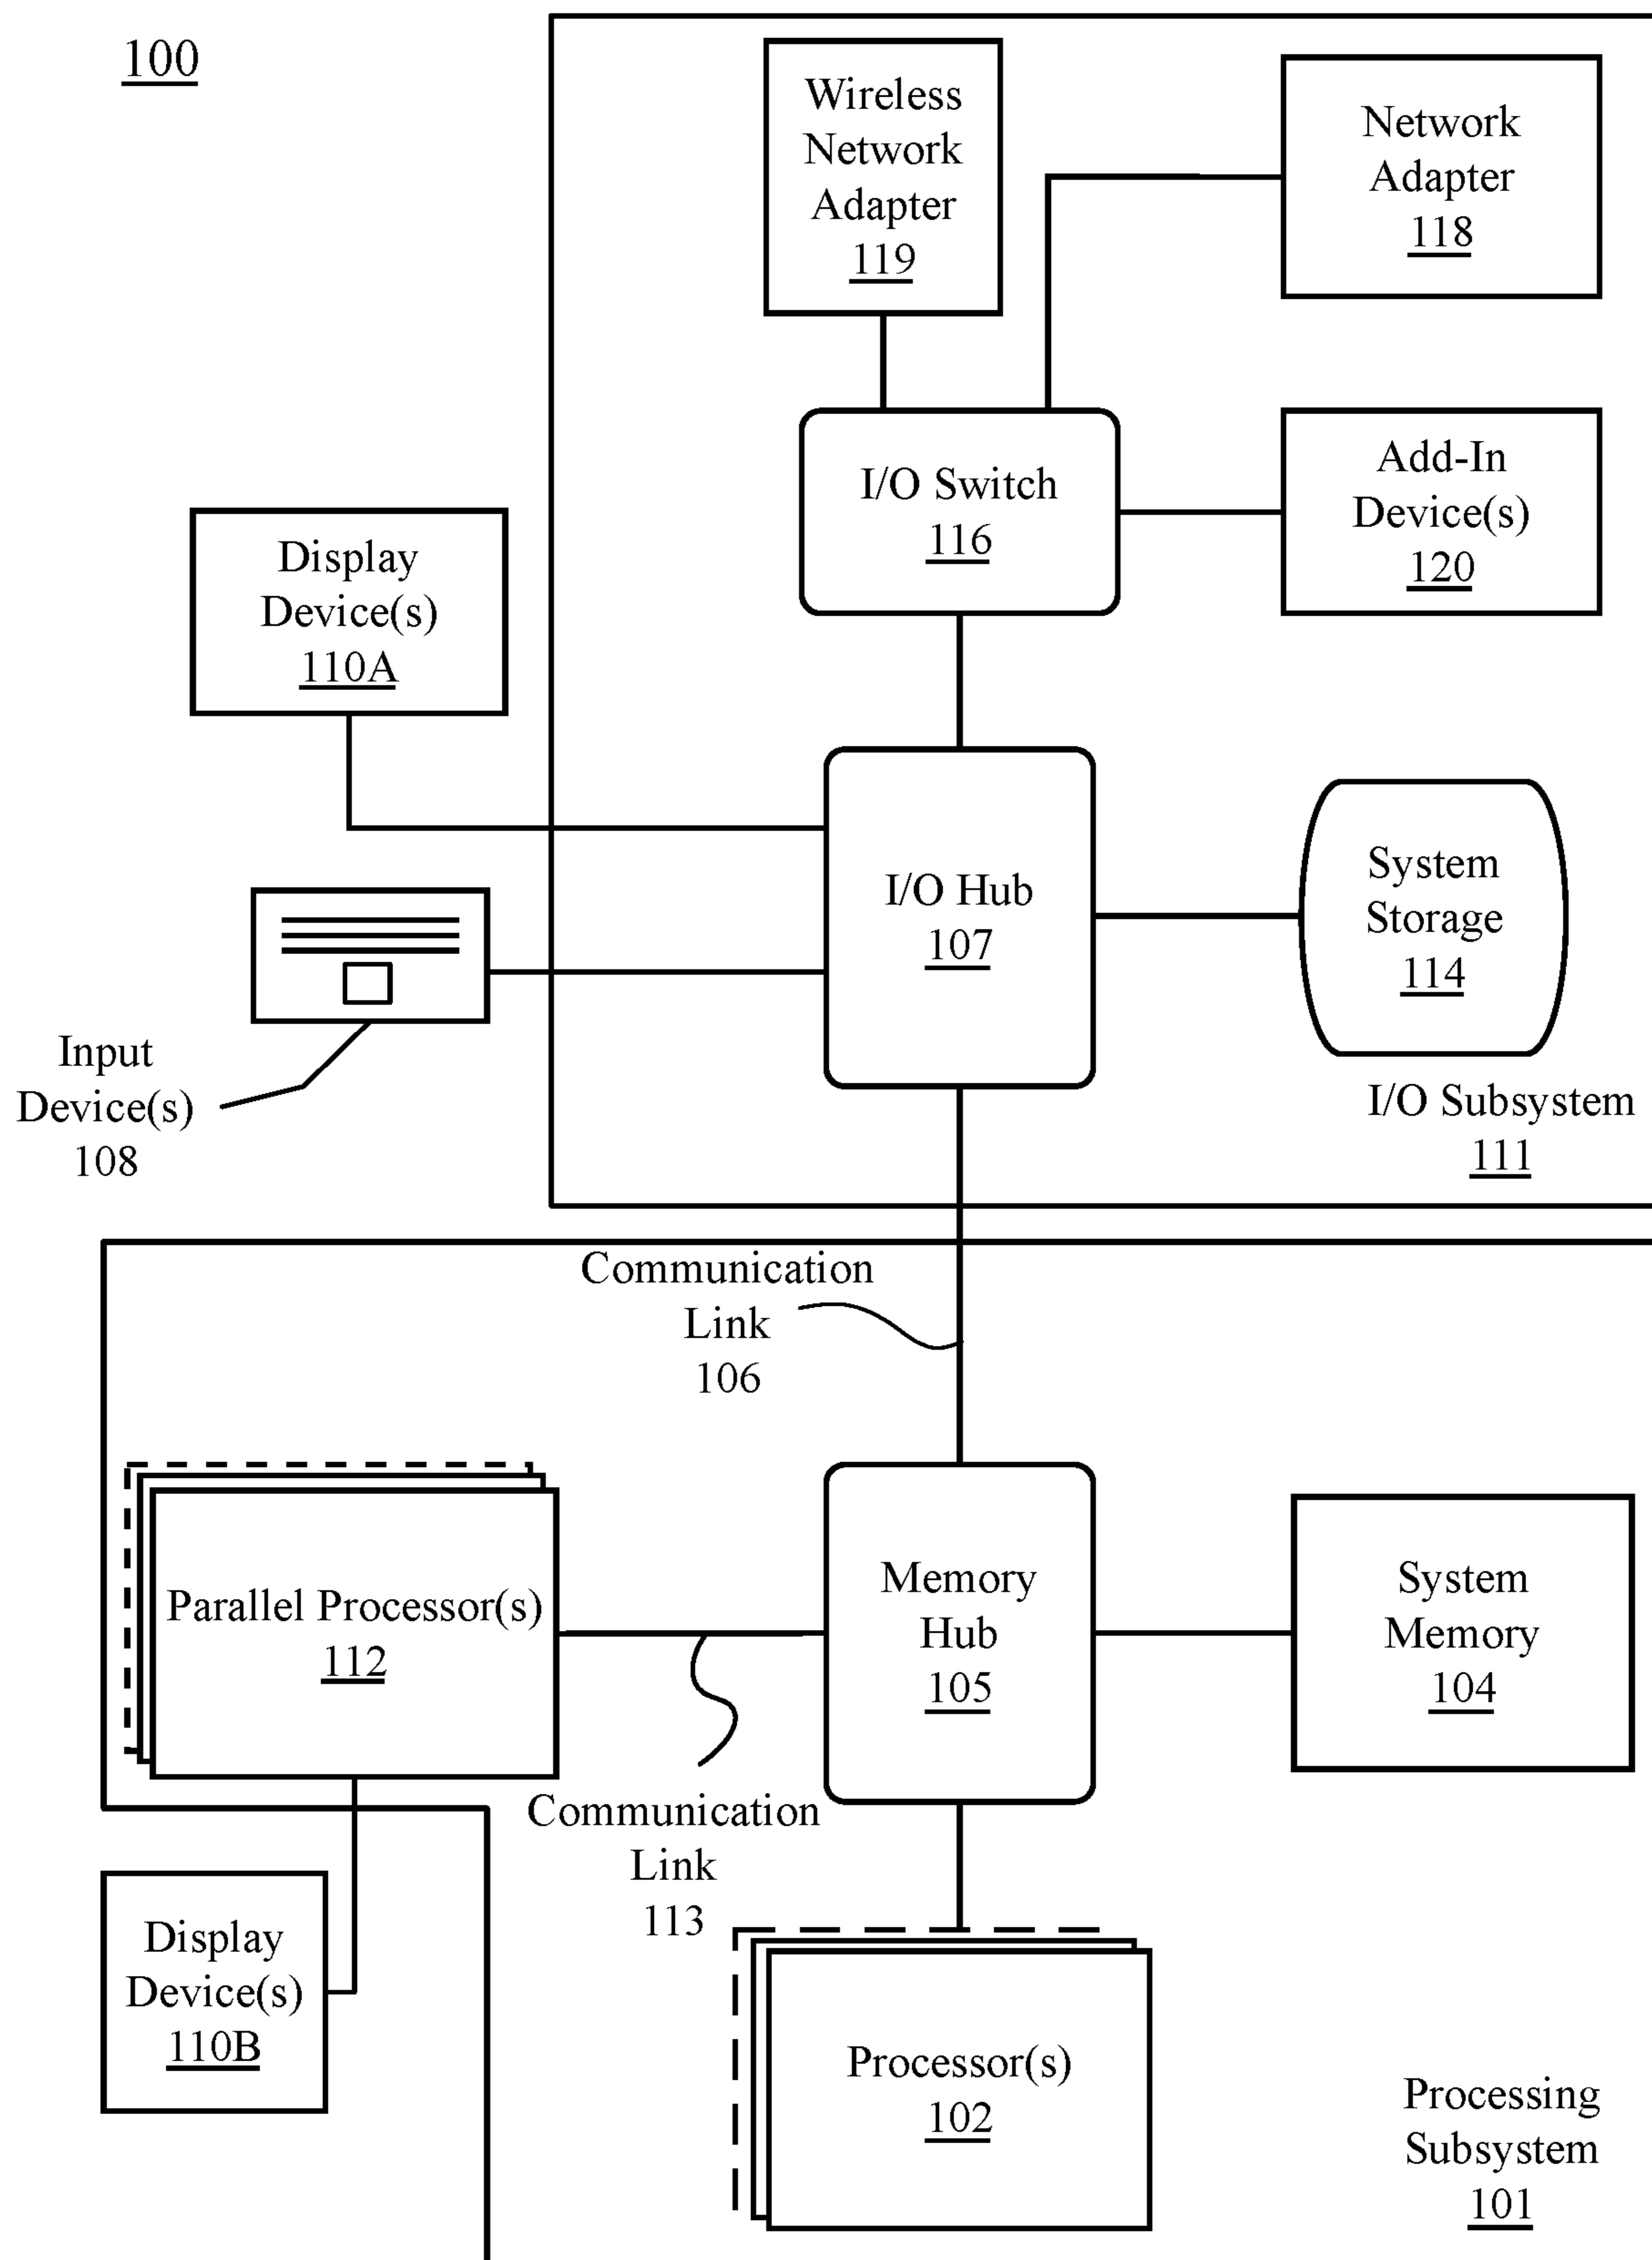 100
Wireless
Network
Adapter
119
Network
Adapter
118
I/O Switch
116
Add-In
Device(s)
120
Display
Device(s)
110A
I/O Hub
107
System
Storage
114
Input
Device(s)
108
I/O Subsystem
111
Communication
Link
106
Parallel Processor(s)
112
Memory
Hub
105
System
Memory
104
Communication
Link
113
Display
Device(s)
110B
Processor(s)
102
Processing
Subsystem
101